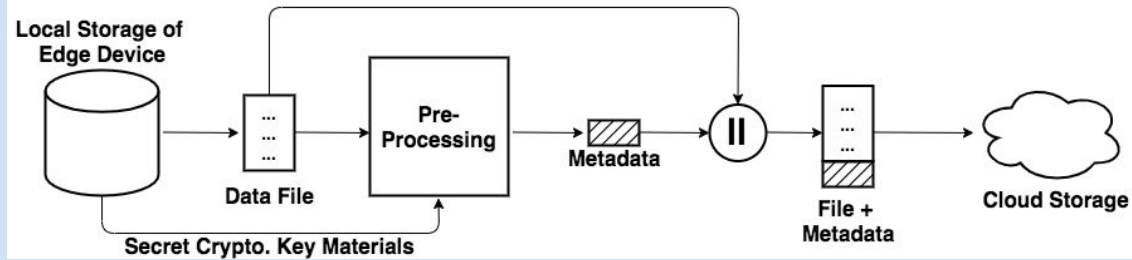 Local Storage of
Edge Device
...
...
...
Data File
Pre-
Processing
Secret Crypto. Key Materials
Metadata
||
...
...
...
File +
Metadata
Cloud Storage